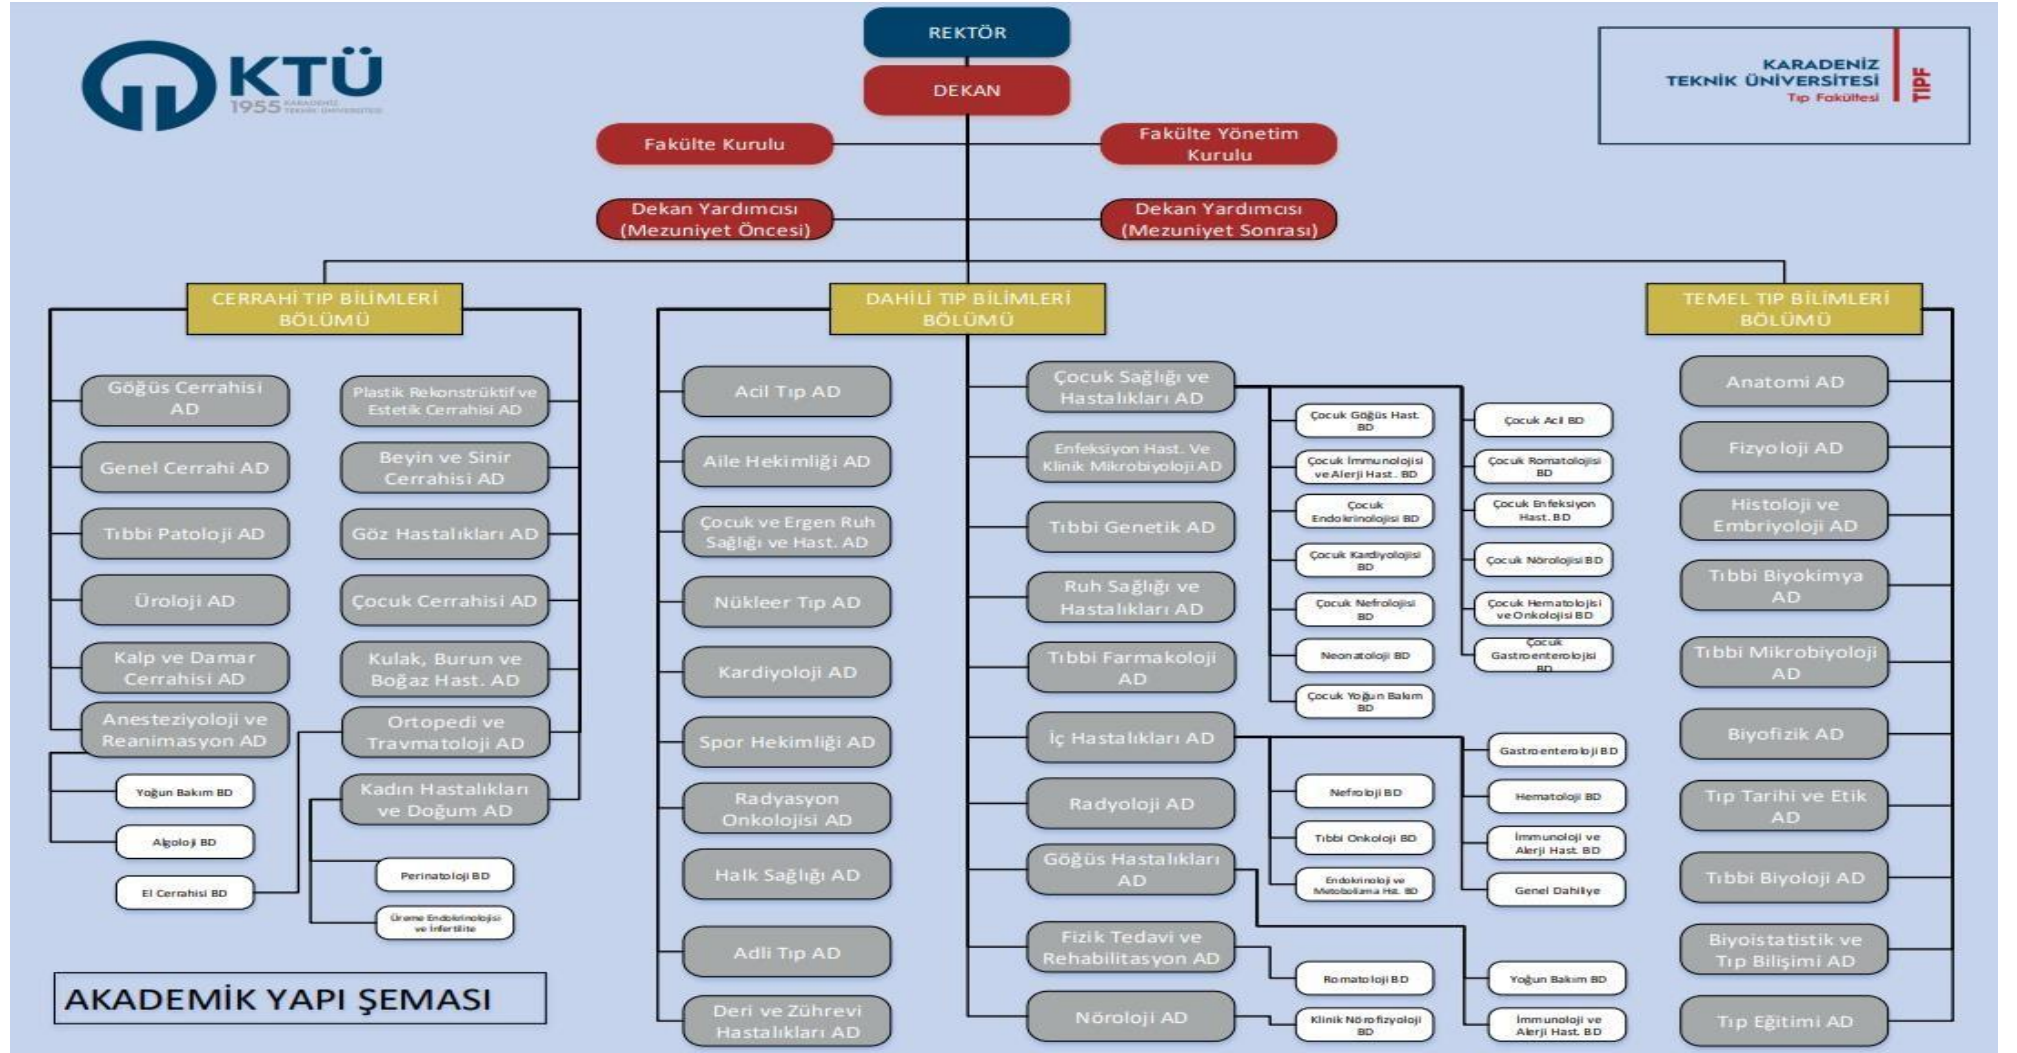 REKTÖR
DEKAN
KTÜ
1955 KARADENİZ
TEKNİK ÜNİVERSİTESİ
KARADENİZ
TEKNİK ÜNİVERSİTESİ
Tıp Fakültesi
TIPF
Fakülte Kurulu
Fakülte Yönetim
Kurulu
Dekan Yardımcısı
(Mezuniyet Öncesi)
Dekan Yardımcısı
(Mezuniyet Sonrası)
CERRAHİ TIP BİLİMLERİ
BÖLÜMÜ
Göğüs Cerrahisi
AD
Genel Cerrahi AD
Tıbbi Patoloji AD
Üroloji AD
Kalp ve Damar
Cerrahisi AD
Anesteziyoloji ve
Reanimasyon AD
Yoğun Bakım BD
Algoloji BD
El Cerrahisi BD
Plastik Rekonstrüktif ve
Estetik Cerrahisi AD
Beyin ve Sinir
Cerrahisi AD
Göz Hastalıkları AD
Çocuk Cerrahisi AD
Kulak, Burun ve
Boğaz Hast. AD
Ortopedi ve
Travmatoloji AD
Kadın Hastalıkları
ve Doğum AD
Perinatoloji BD
Üreme Endokrinolojisi
ve İnfertilite
DAHİLİ TIP BİLİMLERİ
BÖLÜMÜ
Acil Tıp AD
Aile Hekimliği AD
Çocuk ve Ergen Ruh
Sağlığı ve Hast. AD
Nükleer Tıp AD
Kardiyoloji AD
Spor Hekimliği AD
Radyasyon
Onkolojisi AD
Halk Sağlığı AD
Adli Tıp AD
Deri ve Zührevi
Hastalıkları AD
Çocuk Sağlığı ve
Hastalıkları AD
Enfeksiyon Hast. Ve
Klinik Mikrobiyoloji AD
Tıbbi Genetik AD
Ruh Sağlığı ve
Hastalıkları AD
Tıbbi Farmakoloji
AD
İç Hastalıkları AD
Radyoloji AD
Göğüs Hastalıkları
AD
Fizik Tedavi ve
Rehabilitasyon AD
Nöroloji AD
Çocuk Göğüs Hast.
BD
Çocuk İmmunolojisi
ve Alerji Hast. BD
Çocuk
Endokrinolojisi BD
Çocuk Kardiyolojisi
BD
Çocuk Nefrolojisi
BD
Neonatoloji BD
Çocuk Yoğun Bakım
BD
Çocuk Acil BD
Çocuk Romatolojisi
BD
Çocuk Enfeksiyon
Hast. BD
Çocuk Nörolojisi BD
Çocuk Hematolojisi
ve Onkolojisi BD
Çocuk
Gastroenterolojisi
BD
Nefroloji BD
Tıbbi Onkoloji BD
Endokrinoloji ve
Metobolizma Hst. BD
Gastroenteroloji BD
Hematoloji BD
İmmunoloji ve
Alerji Hast. BD
Genel Dahiliye
Romatoloji BD
Klinik Nörofizyoloji
BD
Yoğun Bakım BD
İmmunoloji ve
Alerji Hast. BD
TEMEL TIP BİLİMLERİ
BÖLÜMÜ
Anatomi AD
Fizyoloji AD
Histoloji ve
Embriyoloji AD
Tıbbi Biyokimya
AD
Tıbbi Mikrobiyoloji
AD
Biyofizik AD
Tıp Tarihi ve Etik
AD
Tıbbi Biyoloji AD
Biyoistatistik ve
Tıp Bilişimi AD
Tıp Eğitimi AD
AKADEMİK YAPI ŞEMASI